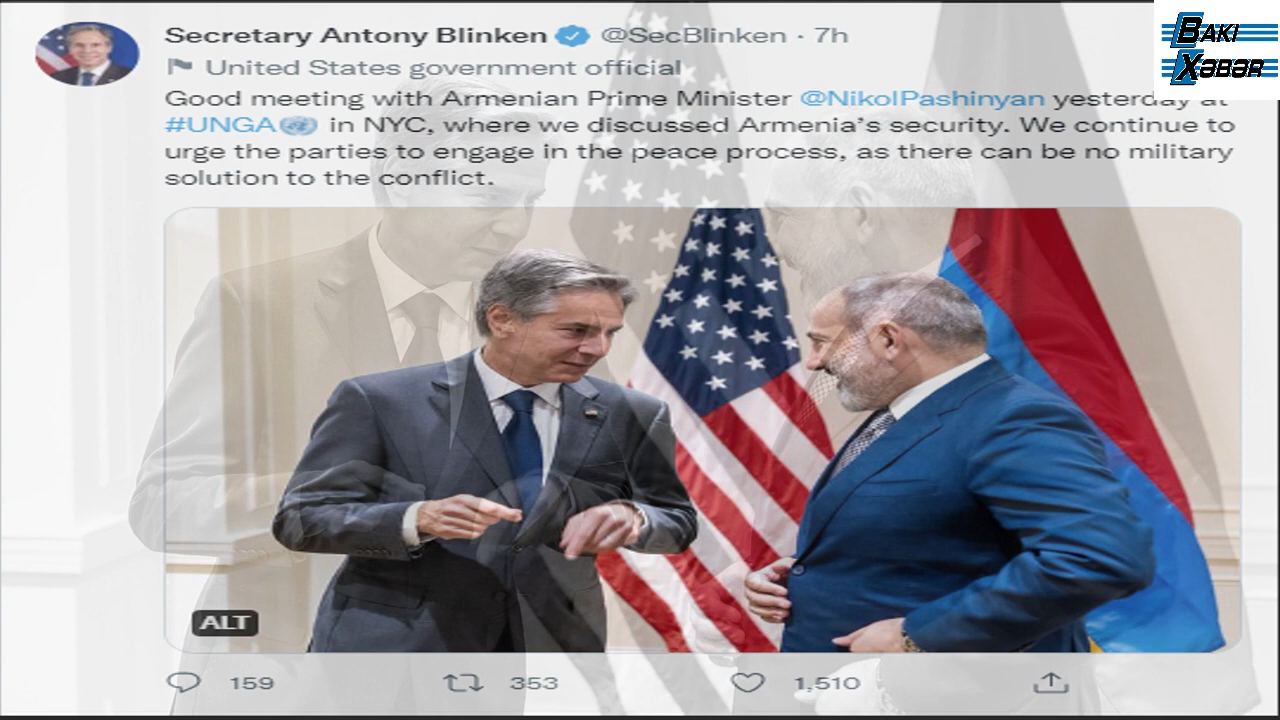 Secretary Antony Blinken @SecBlinken · 7h
United States government official
Good meeting with Armenian Prime Minister @NikolPashinyan yesterday at
#UNGA in NYC, where we discussed Armenia's security. We continue to
urge the parties to engage in the peace process, as there can be no military
solution to the conflict.
ALT
159 353 1,510
BAKI
XƏBƏR